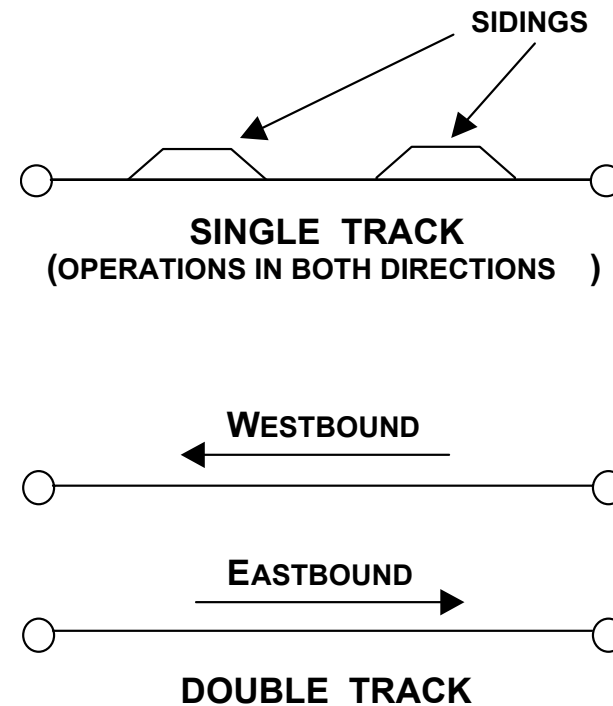 SIDINGS
SINGLE TRACK
(OPERATIONS IN BOTH DIRECTIONS )
WESTBOUND
EASTBOUND
DOUBLE TRACK